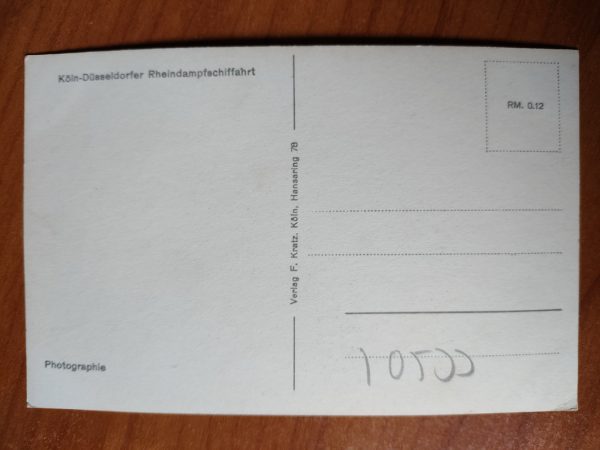 Köln-Düsseldorfer Rheindampfschiffahrt
Photographie
Verlag F. Kratz. Köln, Hansaring 78
RM. 0.12